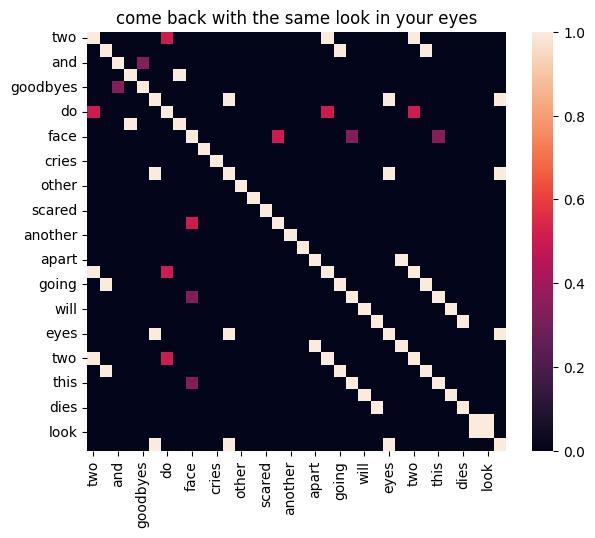 come back with the same look in your eyes
two
and
goodbyes
do
face
cries
other
scared
another
apart
going
will
eyes
two
this
dies
look
1.0
0.8
0.6
0.4
0.2
0.0
two
and
goodbyes
do
face
cries
other
scared
another
apart
going
will
eyes
two
this
dies
look